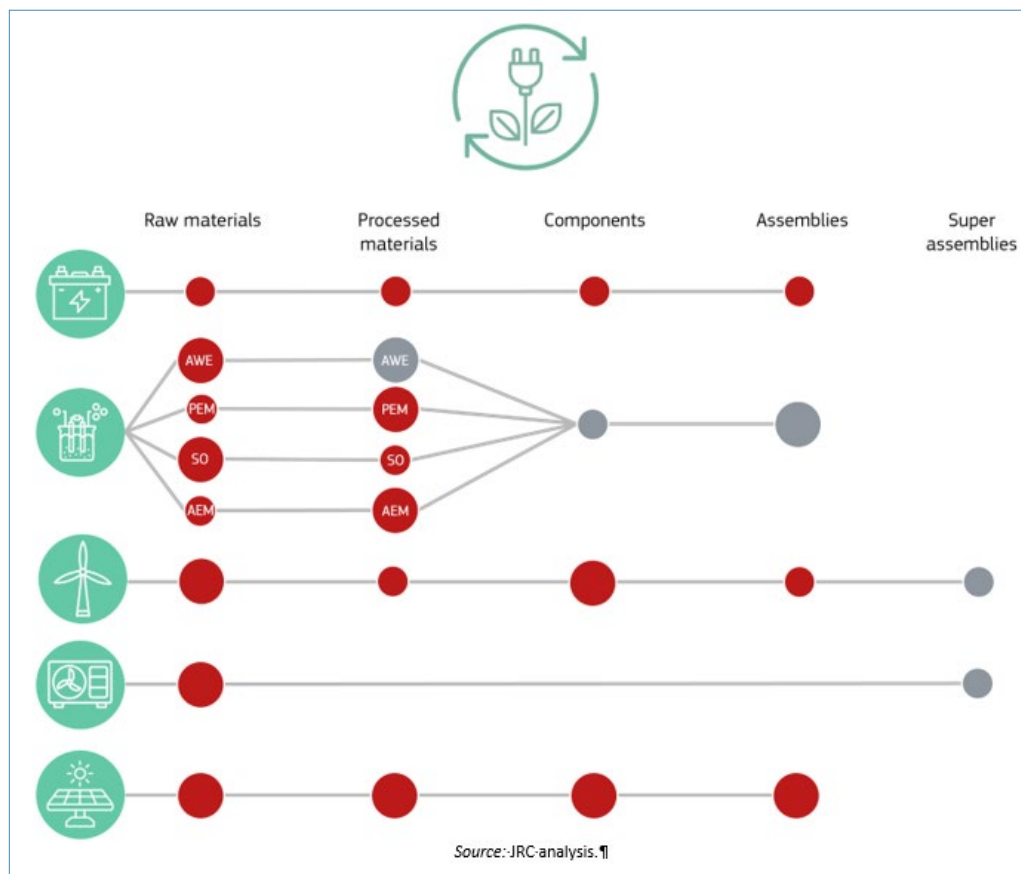 Raw materials
Processed
materials
Components
Assemblies
Super
assemblies
AWE
AWE
PEM
PEM
SO
SO
AEM
AEM
Source:·JRC·analysis.¶